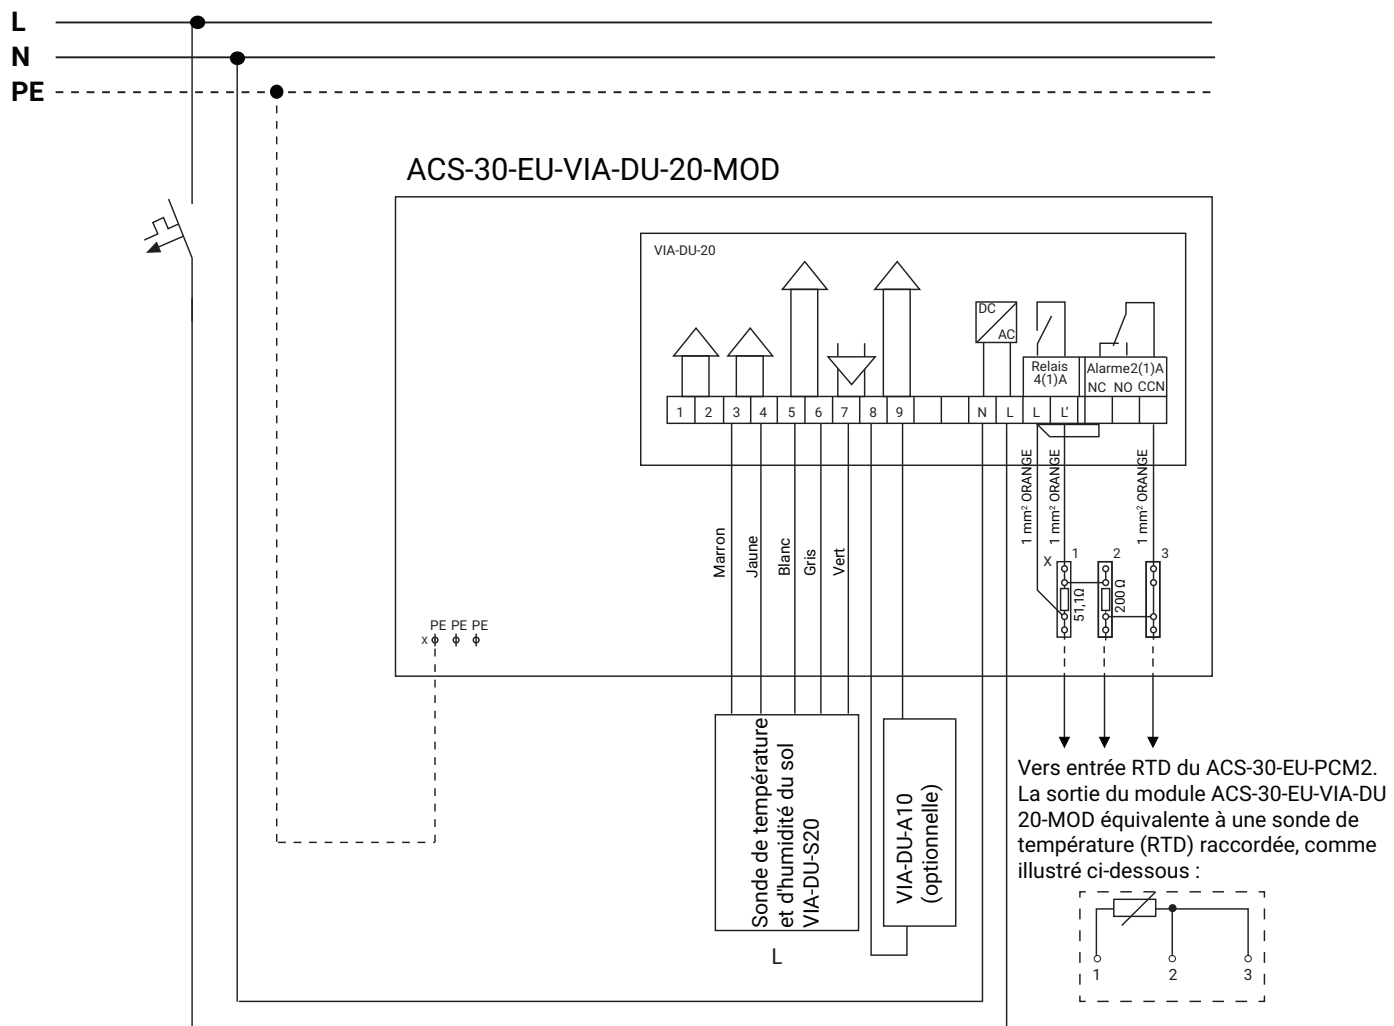 L
N
PE
ACS-30-EU-VIA-DU-20-MOD
VIA-DU-20
DC
AC
Relais
4(1)A
Alarme2(1)A
NC NO CCN
1 2 3 4 5 6 7 8 9 N L L L’
Marron
Jaune
Blanc
Gris
Vert
1 mm² ORANGE
1 mm² ORANGE
1 mm² ORANGE
X 1 2 3
51,1Ω
200 Ω
PE PE PE
x
Sonde de température
et d'humidité du sol
VIA-DU-S20
L
VIA-DU-A10
(optionnelle)
Vers entrée RTD du ACS-30-EU-PCM2.
La sortie du module ACS-30-EU-VIA-DU
20-MOD équivalente à une sonde de
température (RTD) raccordée, comme
illustré ci-dessous :
1 2 3